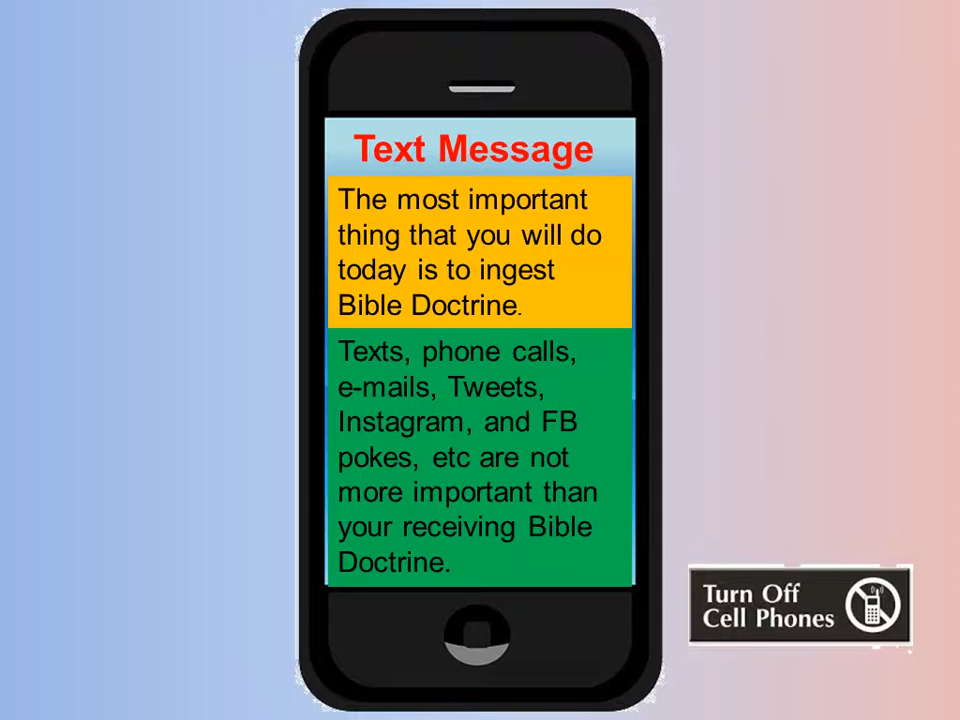 Text Message
The most important
thing that you will do
today is to ingest
Bible Doctrine.
Texts, phone calls,
e-mails, Tweets,
Instagram, and FB
pokes, etc are not
more important than
your receiving Bible
Doctrine.
Turn Off
Cell Phones